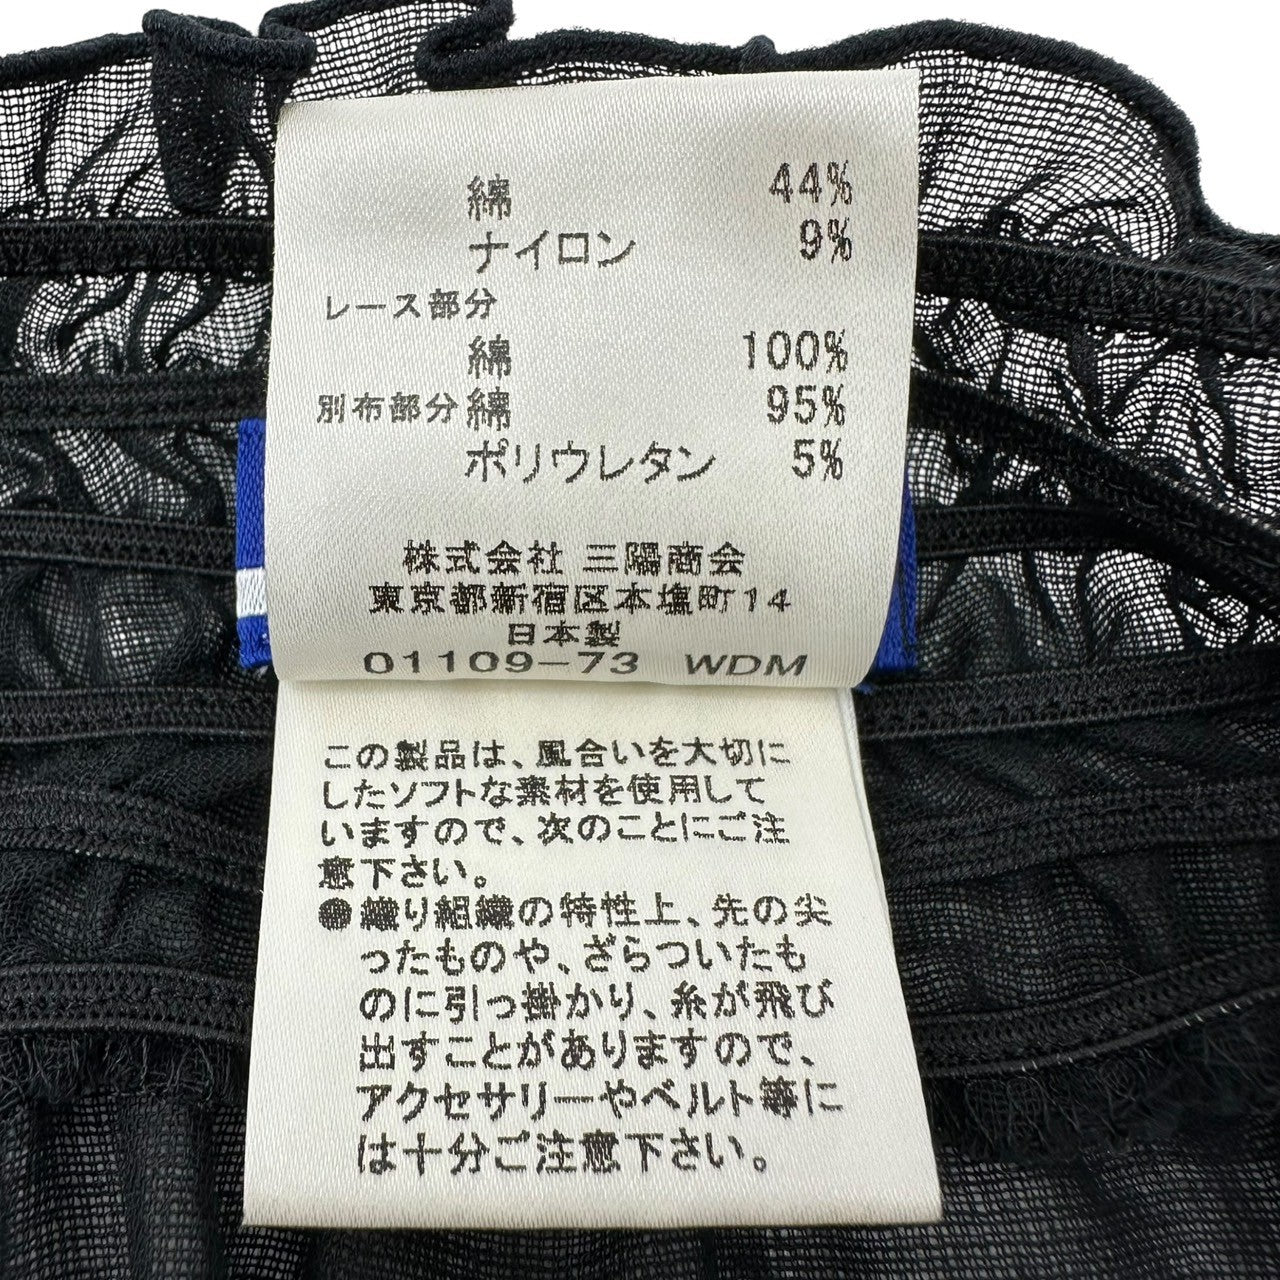 綿 44%
ナイロン 9%
レース部分
綿 100%
別布部分 綿 95%
ポリウレタン 5%
株式会社 三陽商会
東京都新宿区本塩町14
日本製
01109-73 WDM
この製品は、風合いを大切に
したソフトな素材を使用して
いますので、次のことにご注
意下さい。
●織り組織の特性上、先の尖
ったものや、ざらついたも
のに引っ掛かり、糸が飛び
出すことがありますので、
アクセサリーやベルト等に
は十分ご注意下さい。